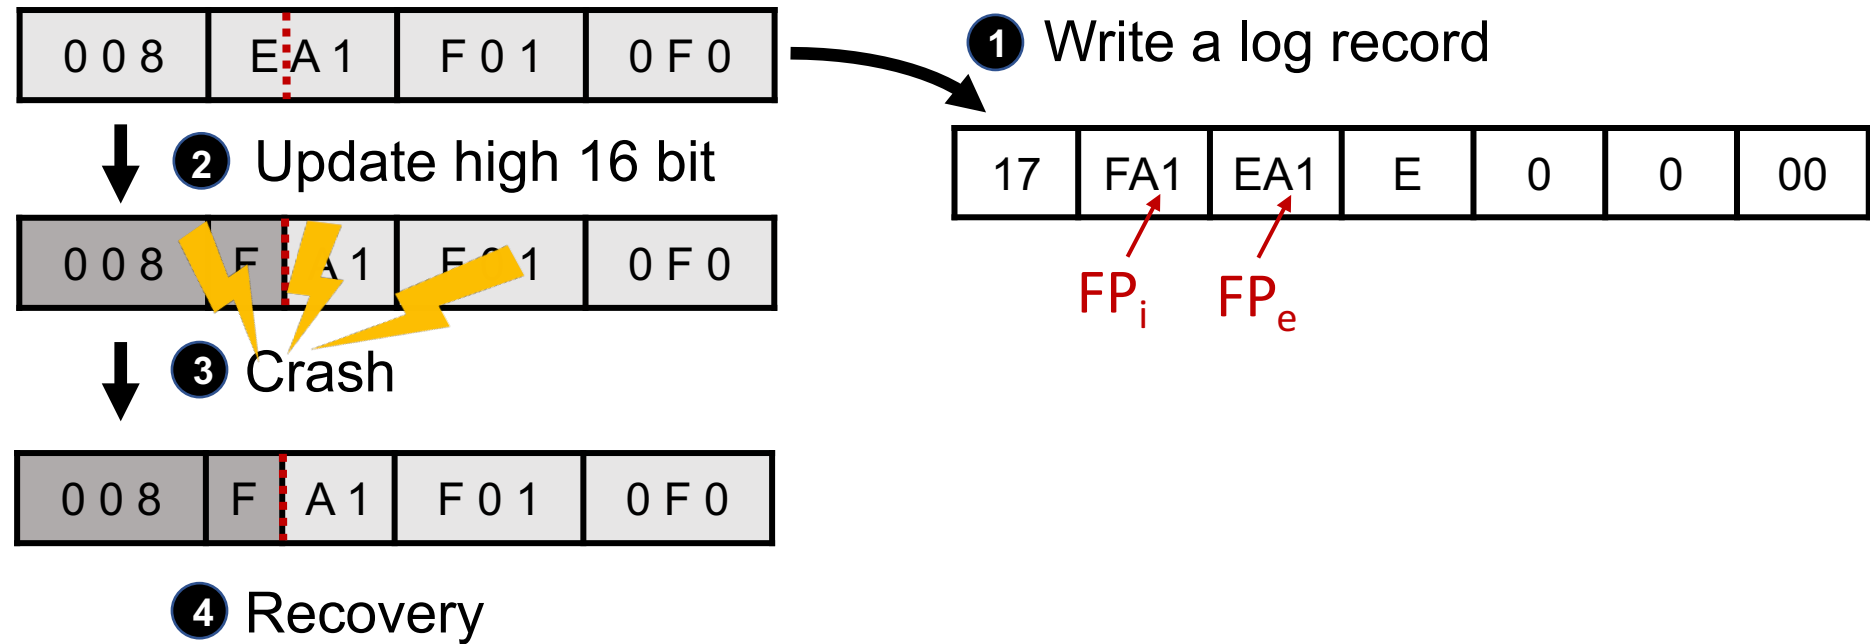 0 0 8 E A 1 F 0 1 0 F 0
1 Write a log record
2 Update high 16 bit
17 FA1 EA1 E 0 0 00
FPi FPe
0 0 8 F A 1 F 0 1 0 F 0
3 Crash
0 0 8 F A 1 F 0 1 0 F 0
4 Recovery